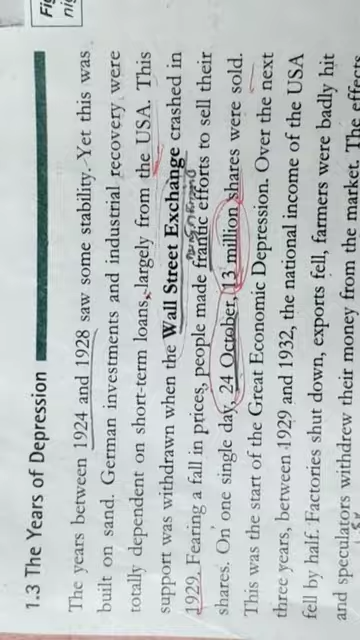 Fig
nig
1.3 The Years of Depression
The years between 1924 and 1928 saw some stability. Yet this was
built on sand. German investments and industrial recovery were
totally dependent on short-term loans, largely from the USA. This
support was withdrawn when the Wall Street Exchange crashed in
1929. Fearing a fall in prices, people made frantic efforts to sell their
shares. On one single day, 24 October, 13 million shares were sold.
This was the start of the Great Economic Depression. Over the next
three years, between 1929 and 1932, the national income of the USA
fell by half. Factories shut down, exports fell, farmers were badly hit
and speculators withdrew their money from the market. The effects